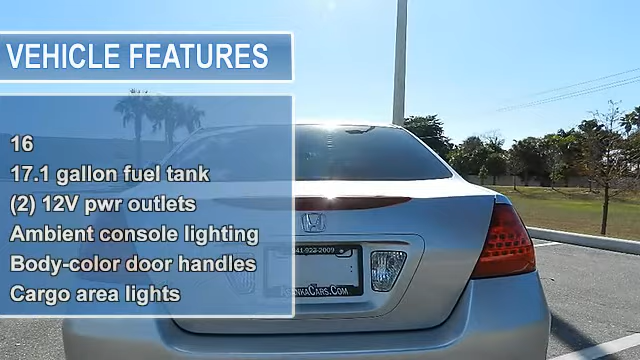 VEHICLE FEATURES
16
17.1 gallon fuel tank
(2) 12V pwr outlets
Ambient console lighting
Body-color door handles
Cargo area lights